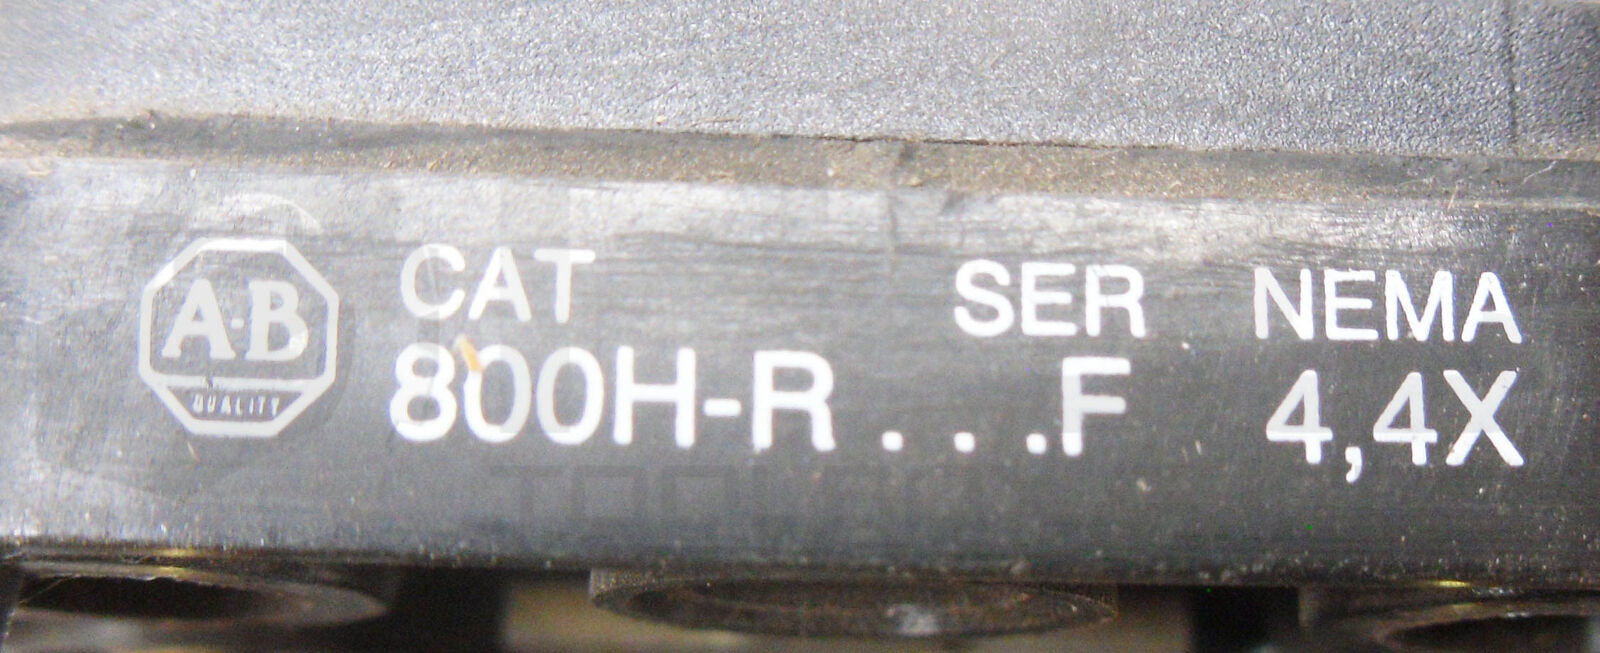 A-B
QUALITY
CAT SER NEMA
800H-R...F 4,4X